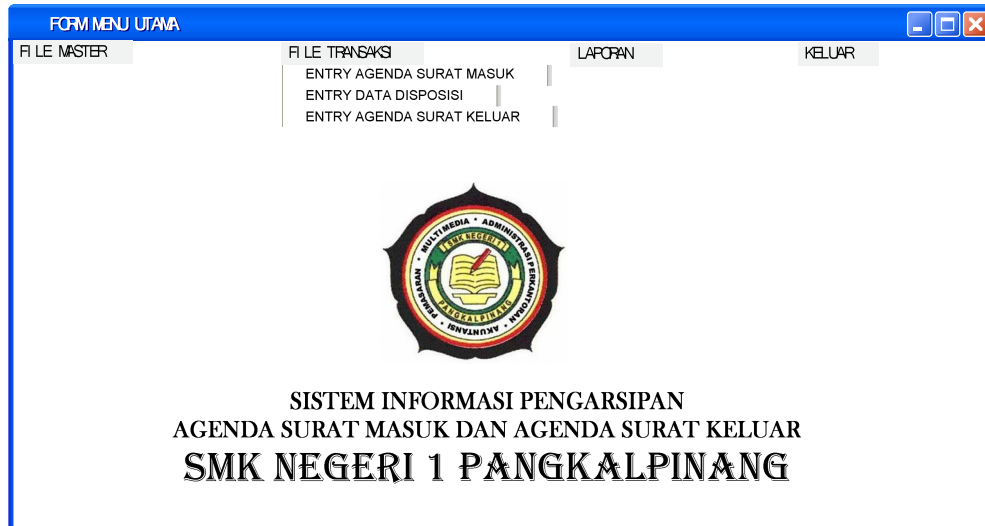 FORM MENU UTAMA
FILE MASTER FILE TRANSAKSI LAPORAN KELUAR
ENTRY AGENDA SURAT MASUK
ENTRY DATA DISPOSISI
ENTRY AGENDA SURAT KELUAR
MULTIMEDIA • ADMINISTRASI PERKANTORAN • AKUNTANSI • PEMASARAN •
SMK NEGERI 1
PANGKALPINANG
SISTEM INFORMASI PENGARSIPAN
AGENDA SURAT MASUK DAN AGENDA SURAT KELUAR
SMK NEGERI 1 PANGKALPINANG